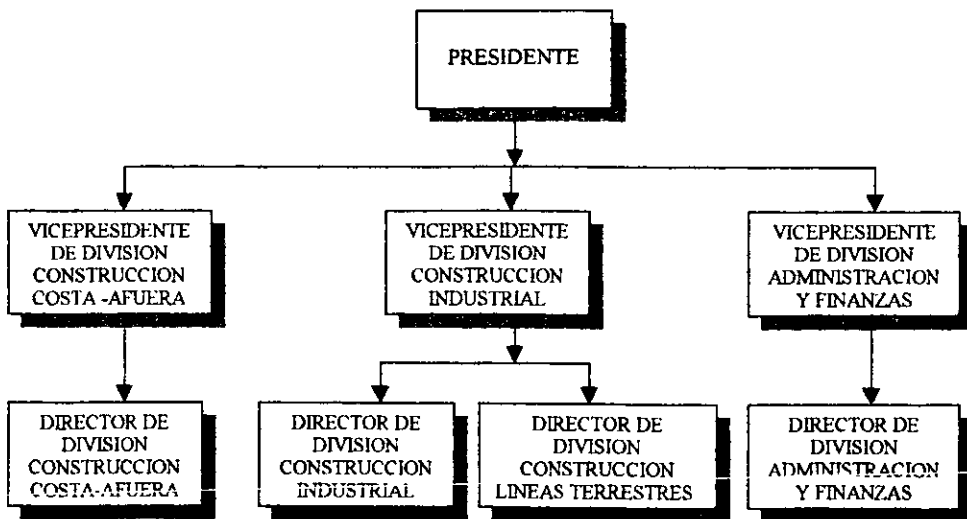 PRESIDENTE
VICEPRESIDENTE
DE DIVISION
CONSTRUCCION
COSTA -AFUERA
VICEPRESIDENTE
DE DIVISION
CONSTRUCCION
INDUSTRIAL
VICEPRESIDENTE
DE DIVISION
ADMINISTRACION
Y FINANZAS
DIRECTOR DE
DIVISION
CONSTRUCCION
COSTA-AFUERA
DIRECTOR DE
DIVISION
CONSTRUCCION
INDUSTRIAL
DIRECTOR DE
DIVISION
CONSTRUCCION
LINEAS TERRESTRES
DIRECTOR DE
DIVISION
ADMINISTRACION
Y FINANZAS